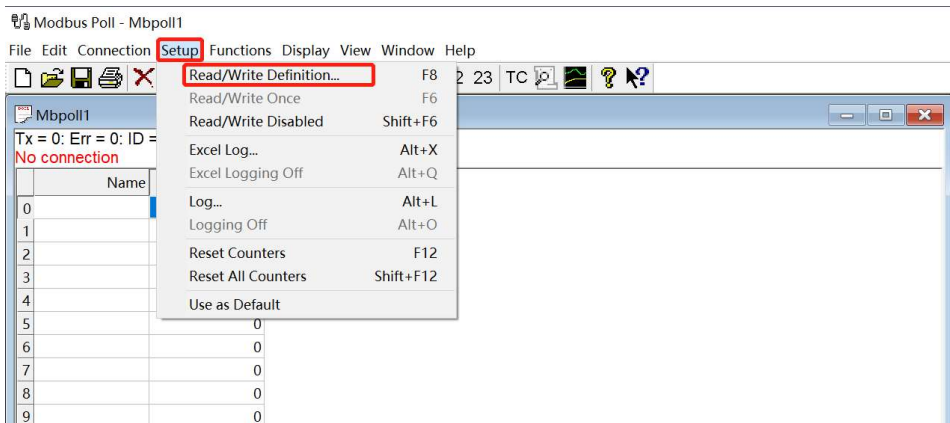 Modbus Poll - Mbpoll1
File Edit Connection Setup Functions Display View Window Help
23 TC
Read/Write Definition... F8
Read/Write Once F6
Read/Write Disabled Shift+F6
Excel Log... Alt+X
Excel Logging Off Alt+Q
Log... Alt+L
Logging Off Alt+O
Reset Counters F12
Reset All Counters Shift+F12
Use as Default
Mbpoll1
Tx = 0: Err = 0: ID =
No connection
Name
0
1
2
3
4
5 0
6 0
7 0
8 0
9 0